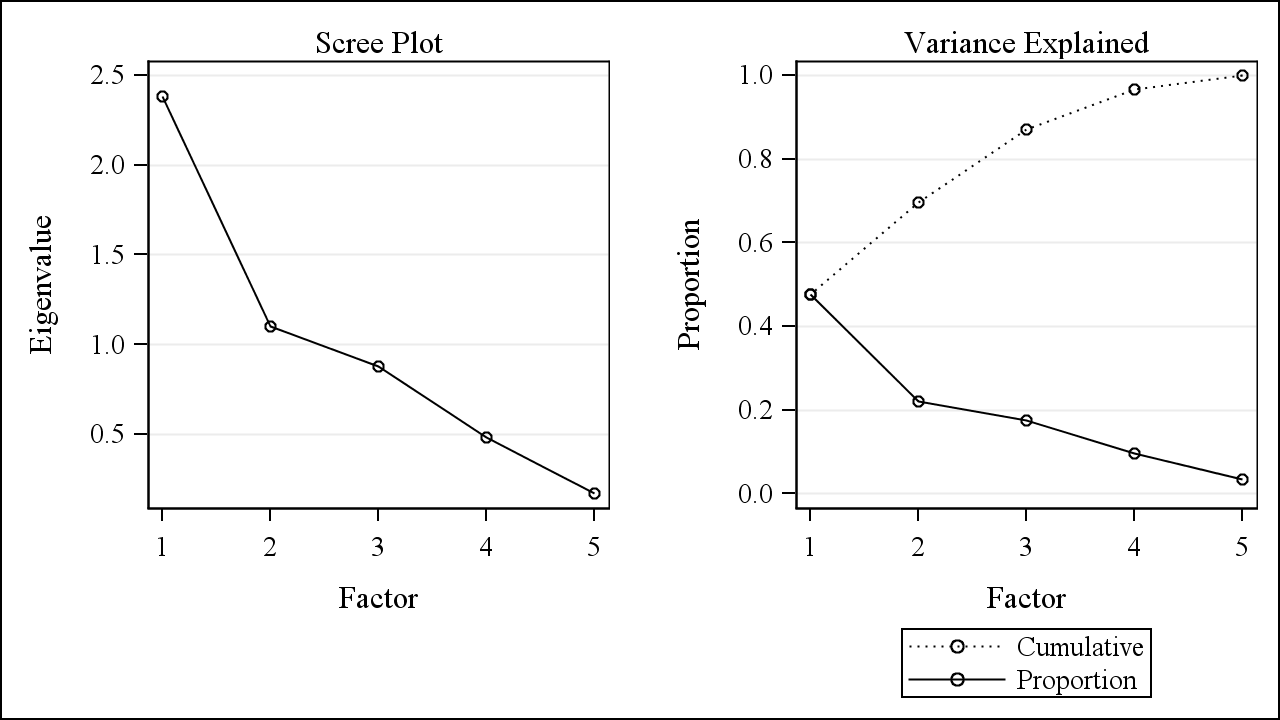 Scree Plot
2.5
2.0
1.5
1.0
0.5
Eigenvalue
1 2 3 4 5
Factor
Variance Explained
1.0
0.8
0.6
0.4
0.2
0.0
Proportion
1 2 3 4 5
Factor
Cumulative
Proportion